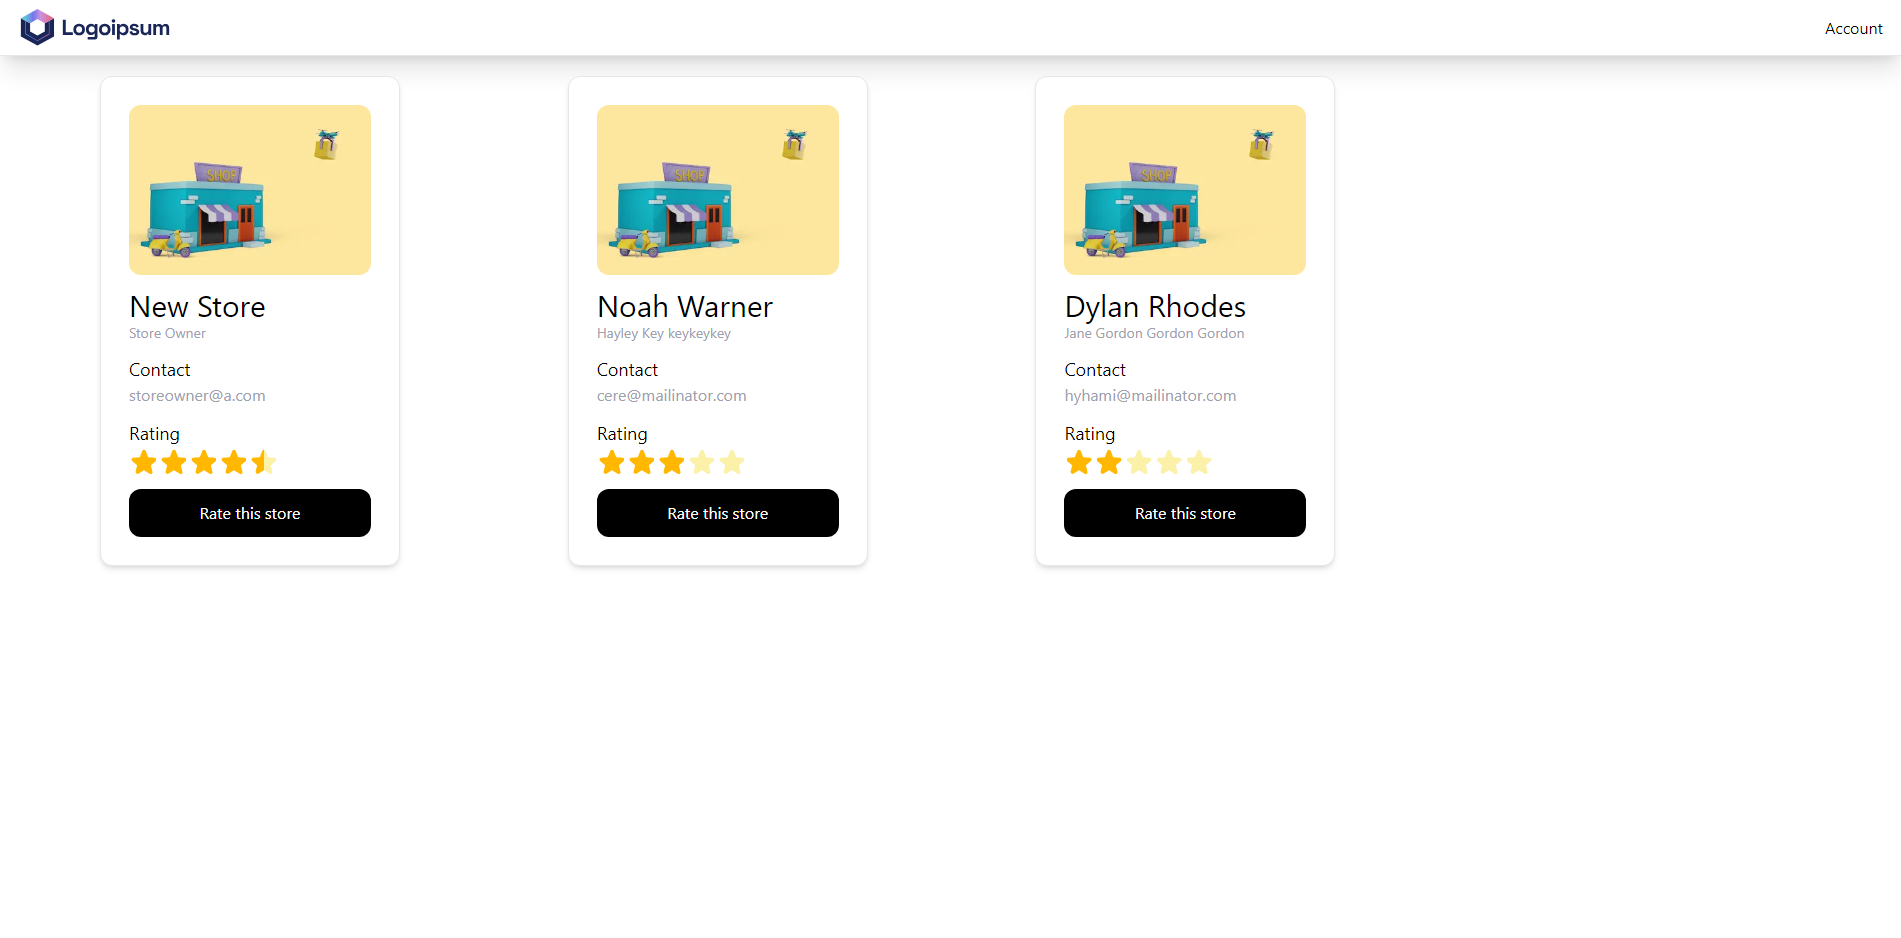 Logoipsum
Account
SHOP
New Store
Store Owner
Contact
storeowner@a.com
Rating
Rate this store
SHOP
Noah Warner
Hayley Key keykeykey
Contact
cere@mailinator.com
Rating
Rate this store
SHOP
Dylan Rhodes
Jane Gordon Gordon Gordon
Contact
hyhami@mailinator.com
Rating
Rate this store